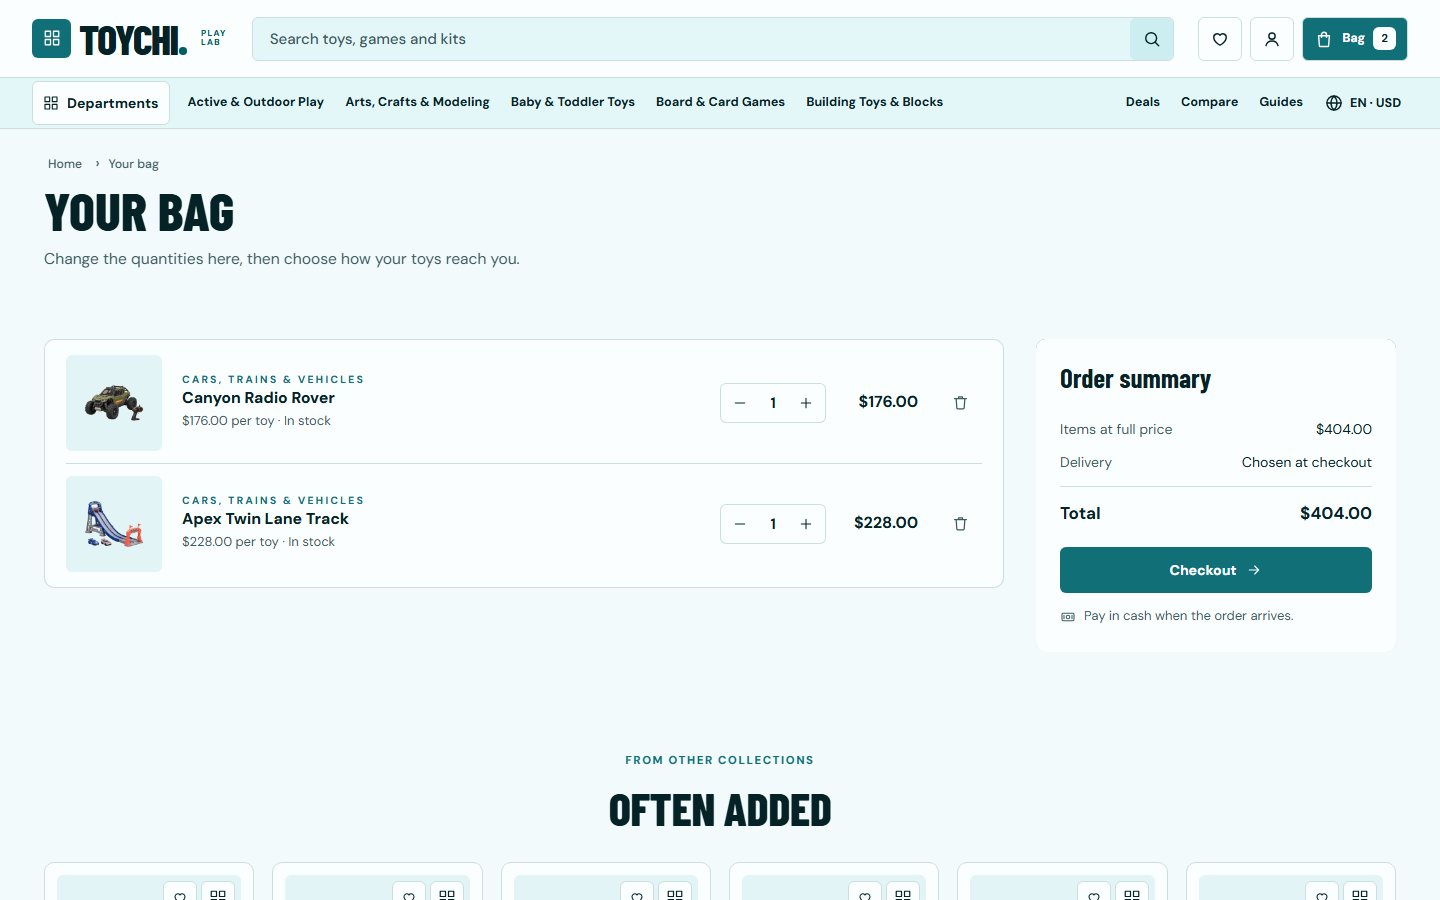 TOYCHI.
PLAY
LAB
Search toys, games and kits
Bag 2
Departments
Active & Outdoor Play
Arts, Crafts & Modeling
Baby & Toddler Toys
Board & Card Games
Building Toys & Blocks
Deals
Compare
Guides
EN · USD
Home › Your bag
YOUR BAG
Change the quantities here, then choose how your toys reach you.
CARS, TRAINS & VEHICLES
Canyon Radio Rover
$176.00 per toy · In stock
− 1 +
$176.00
CARS, TRAINS & VEHICLES
Apex Twin Lane Track
$228.00 per toy · In stock
− 1 +
$228.00
Order summary
Items at full price $404.00
Delivery Chosen at checkout
Total $404.00
Checkout →
Pay in cash when the order arrives.
FROM OTHER COLLECTIONS
OFTEN ADDED